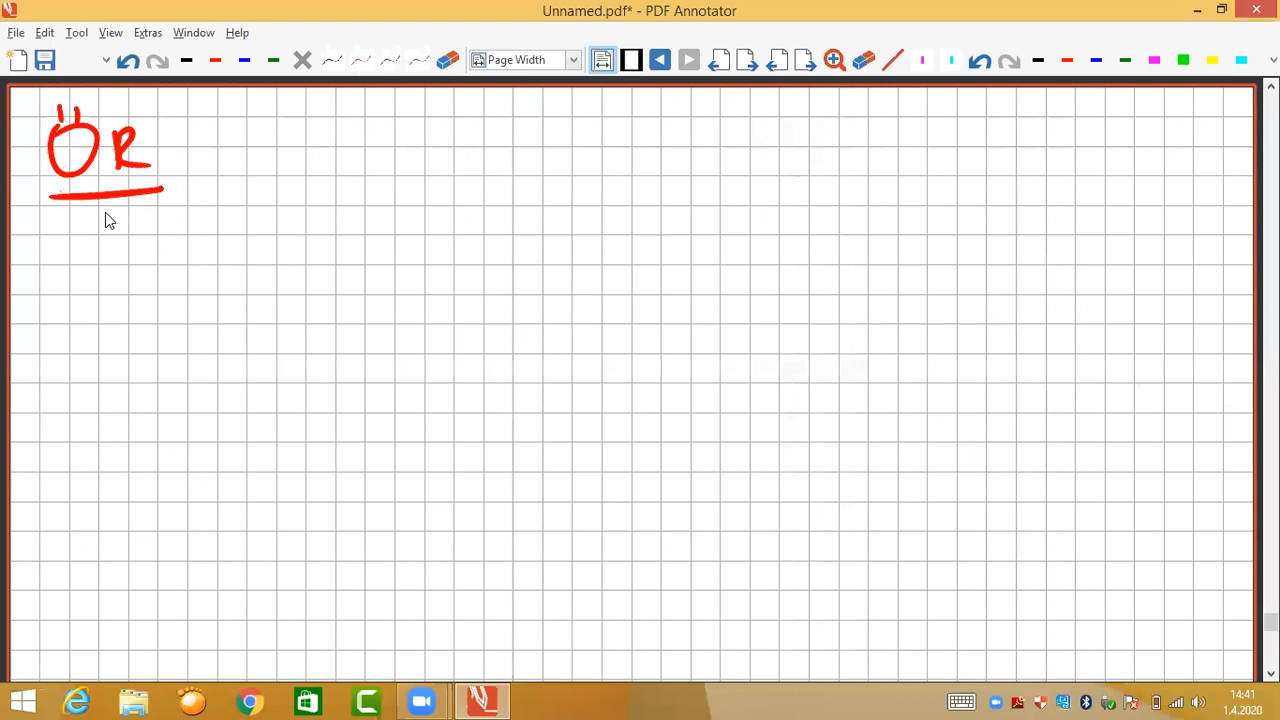 Unnamed.pdf* - PDF Annotator
File Edit Tool View Extras Window Help
Page Width
ÖR
14:41
1.4.2020